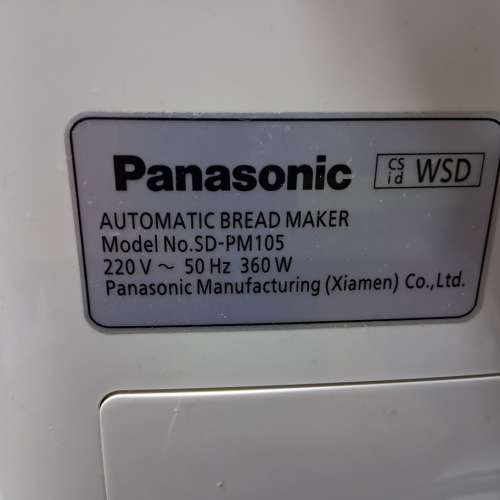 Panasonic CS id WSD
AUTOMATIC BREAD MAKER
Model No.SD-PM105
220 V ~ 50 Hz 360 W
Panasonic Manufacturing (Xiamen) Co.,Ltd.